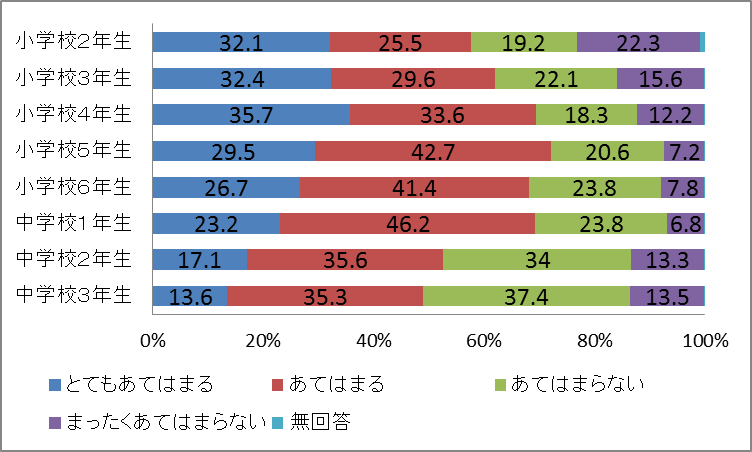 小学校２年生 32.1 25.5 19.2 22.3
小学校３年生 32.4 29.6 22.1 15.6
小学校４年生 35.7 33.6 18.3 12.2
小学校５年生 29.5 42.7 20.6 7.2
小学校６年生 26.7 41.4 23.8 7.8
中学校１年生 23.2 46.2 23.8 6.8
中学校２年生 17.1 35.6 34 13.3
中学校３年生 13.6 35.3 37.4 13.5
0% 20% 40% 60% 80% 100%
とてもあてはまる あてはまる あてはまらない
まったくあてはまらない 無回答